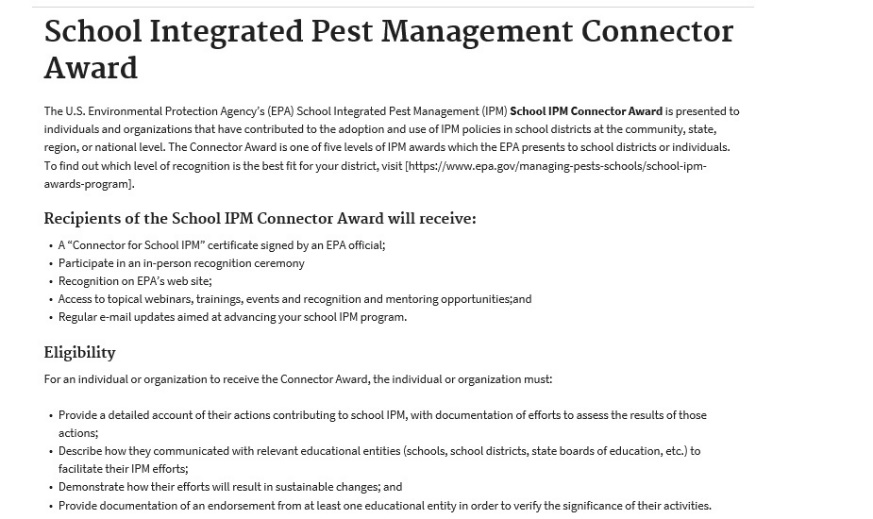 School Integrated Pest Management Connector
Award
The U.S. Environmental Protection Agency's (EPA) School Integrated Pest Management (IPM) School IPM Connector Award is presented to
individuals and organizations that have contributed to the adoption and use of IPM policies in school districts at the community, state,
region, or national level. The Connector Award is one of five levels of IPM awards which the EPA presents to school districts or individuals.
To find out which level of recognition is the best fit for your district, visit [https://www.epa.gov/managing-pests-schools/school-ipm-
awards-program].
Recipients of the School IPM Connector Award will receive:
• A “Connector for School IPM” certificate signed by an EPA official;
• Participate in an in-person recognition ceremony
• Recognition on EPA's web site;
• Access to topical webinars, trainings, events and recognition and mentoring opportunities;and
• Regular e-mail updates aimed at advancing your school IPM program.
Eligibility
For an individual or organization to receive the Connector Award, the individual or organization must:
• Provide a detailed account of their actions contributing to school IPM, with documentation of efforts to assess the results of those
actions;
• Describe how they communicated with relevant educational entities (schools, school districts, state boards of education, etc.) to
facilitate their IPM efforts;
• Demonstrate how their efforts will result in sustainable changes; and
• Provide documentation of an endorsement from at least one educational entity in order to verify the significance of their activities.